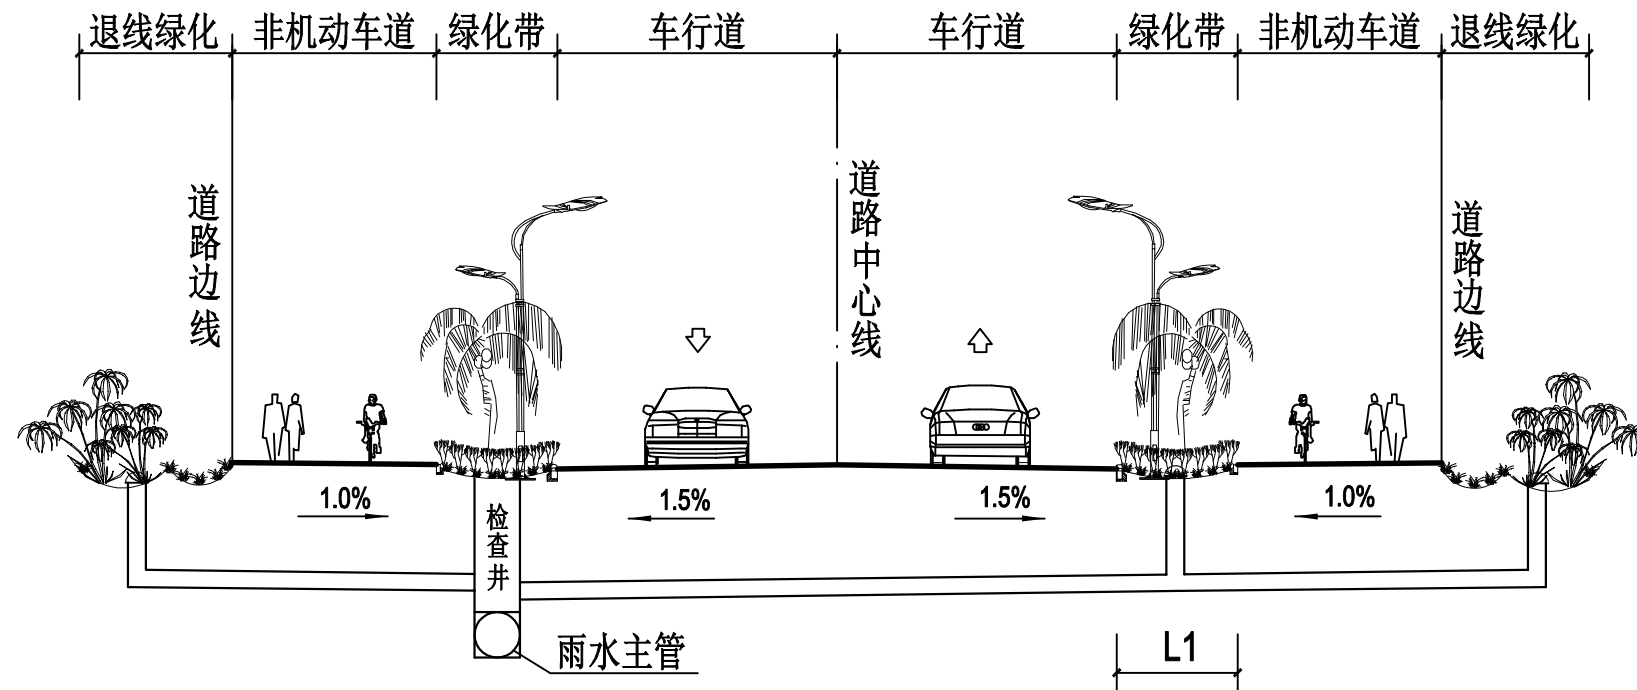 退线绿化
非机动车道
绿化带
车行道
车行道
绿化带
非机动车道
退线绿化
道路边线
道路中心线
道路边线
1.0%
1.5%
1.5%
1.0%
检查井
雨水主管
L1